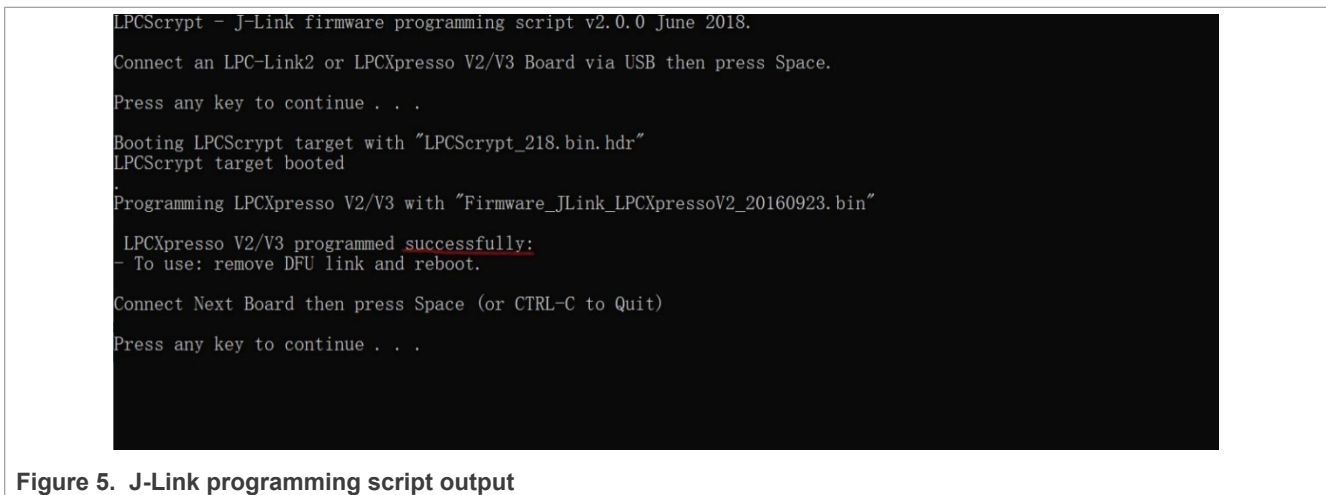 LPCScrypt - J-Link firmware programming script v2.0.0 June 2018.
Connect an LPC-Link2 or LPCXpresso V2/V3 Board via USB then press Space.
Press any key to continue . . .
Booting LPCScrypt target with "LPCScrypt_218.bin.hdr"
LPCScrypt target booted
.
Programming LPCXpresso V2/V3 with "Firmware_JLink_LPCXpressoV2_20160923.bin"
LPCXpresso V2/V3 programmed successfully:
- To use: remove DFU link and reboot.
Connect Next Board then press Space (or CTRL-C to Quit)
Press any key to continue . . .
Figure 5. J-Link programming script output